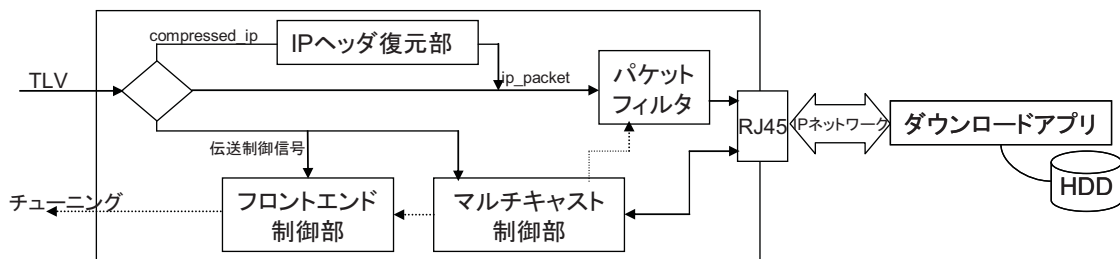 compressed_ip
IPヘッダ復元部
TLV
ip_packet
パケット
フィルタ
RJ45
IPネットワーク
ダウンロードアプリ
HDD
伝送制御信号
チューニング
フロントエンド
制御部
マルチキャスト
制御部